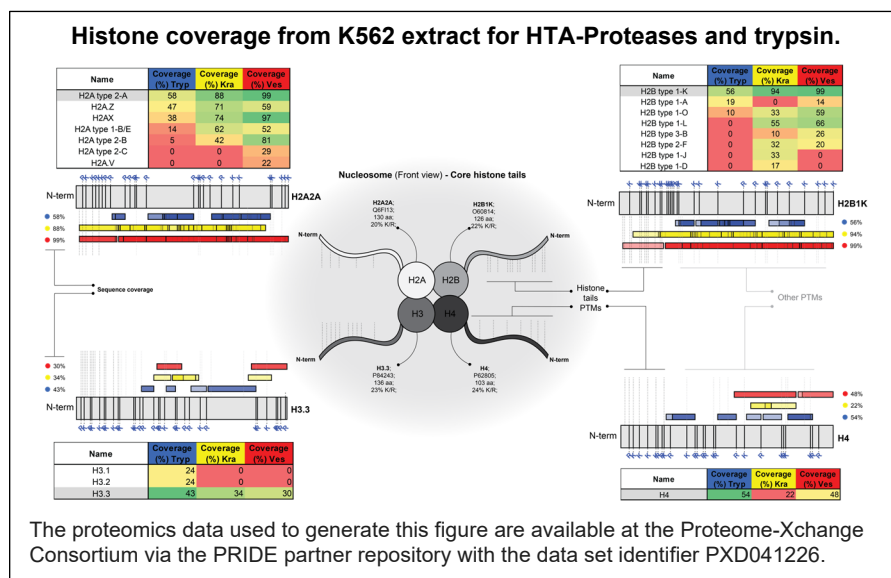 Histone coverage from K562 extract for HTA-Proteases and trypsin.
Name Coverage (%) Tryp Coverage (%) Kra Coverage (%) Ves
H2A type 2-A 58 88 99
H2A.Z 47 71 59
H2AX 38 74 97
H2A type 1-B/E 14 62 52
H2A type 2-B 5 42 81
H2A type 2-C 0 0 29
H2A.V 0 0 22
Name Coverage (%) Tryp Coverage (%) Kra Coverage (%) Ves
H2B type 1-K 56 94 99
H2B type 1-A 19 0 14
H2B type 1-O 10 33 59
H2B type 1-L 0 55 66
H2B type 3-B 0 10 26
H2B type 2-F 0 32 20
H2B type 1-J 0 33 0
H2B type 1-D 0 17 0
N-term
H2A2A
58%
88%
99%
Sequence coverage
Nucleosome (Front view) - Core histone tails
H2A2A;
Q6FI13;
130 aa;
20% K/R;
H2B1K;
O60814;
126 aa;
22% K/R;
N-term
N-term
H2A
H2B
H3
H4
N-term
N-term
H3.3;
P84243;
136 aa;
23% K/R;
H4;
P62805;
103 aa;
24% K/R;
N-term
H2B1K
56%
94%
99%
Histone
tails
PTMs
Other PTMs
30%
34%
43%
N-term
H3.3
Name Coverage (%) Tryp Coverage (%) Kra Coverage (%) Ves
H3.1 24 0 0
H3.2 24 0 0
H3.3 43 34 30
48%
22%
54%
N-term
H4
Name Coverage (%) Tryp Coverage (%) Kra Coverage (%) Ves
H4 54 22 48
The proteomics data used to generate this figure are available at the Proteome-Xchange
Consortium via the PRIDE partner repository with the data set identifier PXD041226.